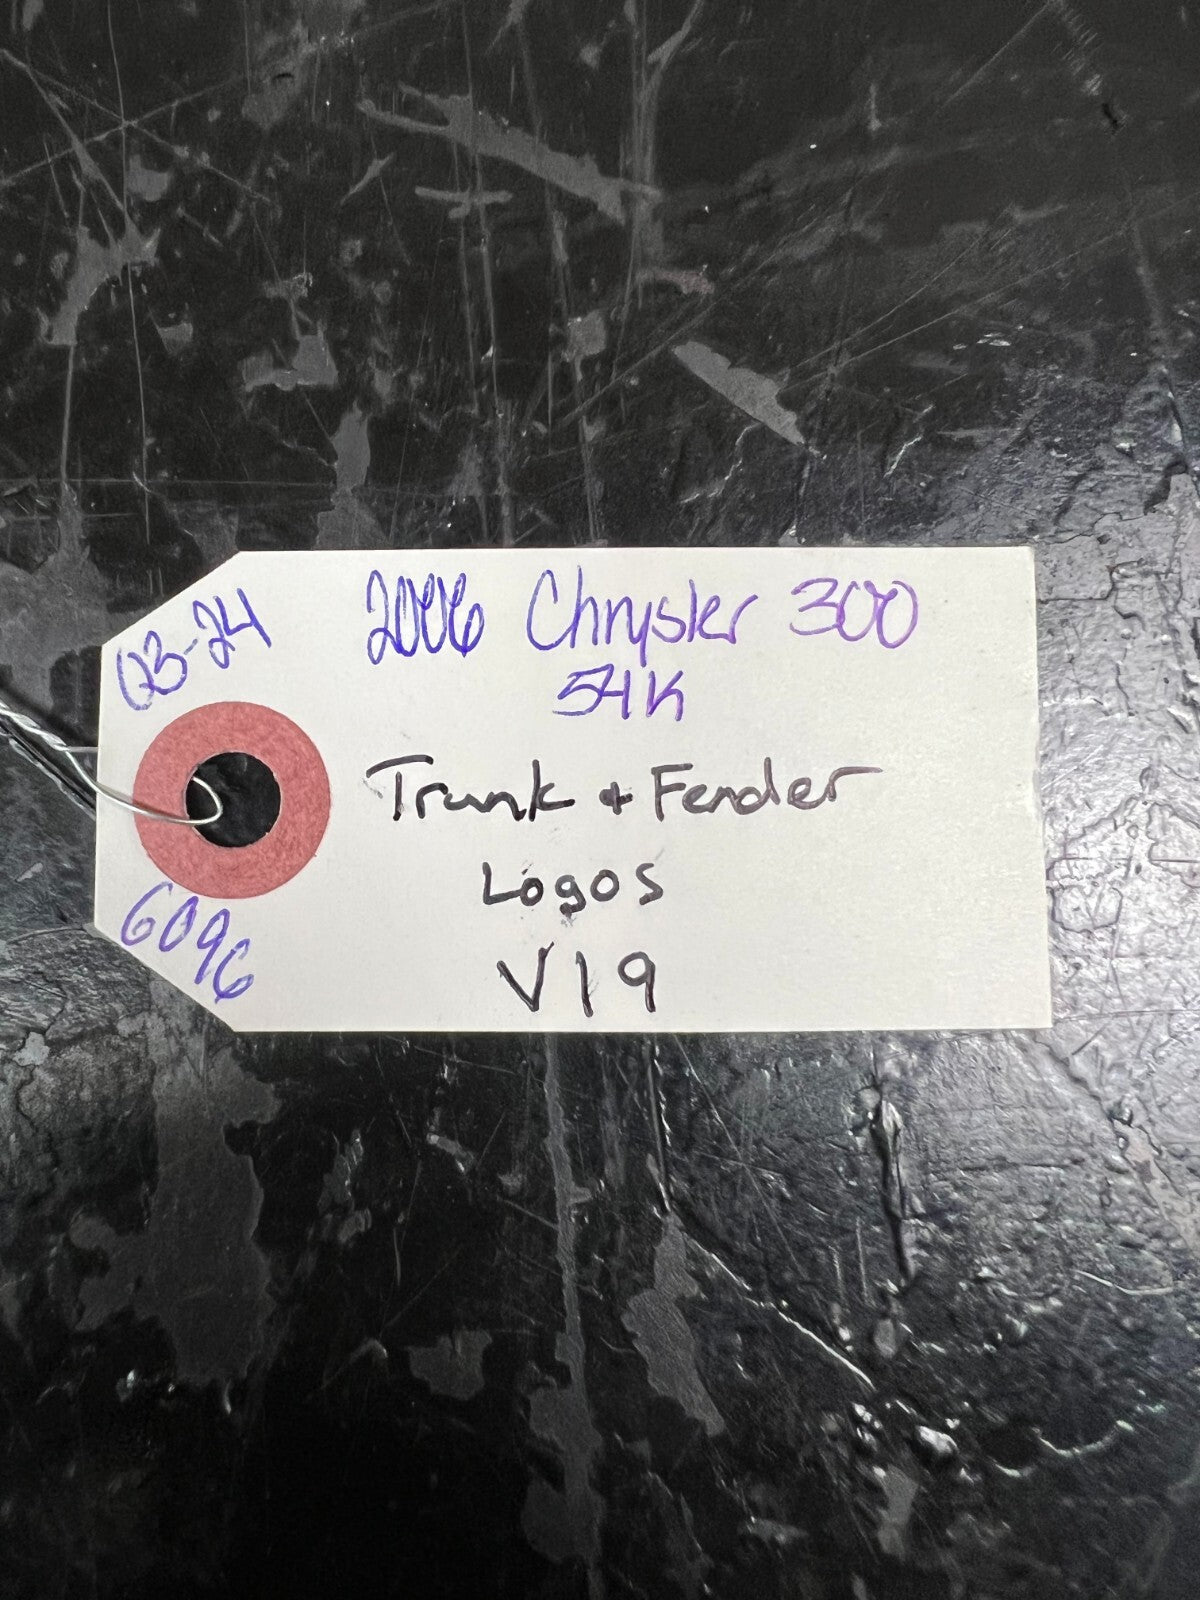 03-24
2006 Chrysler 300
54K
Trunk + Fender
Logos
V19
6096